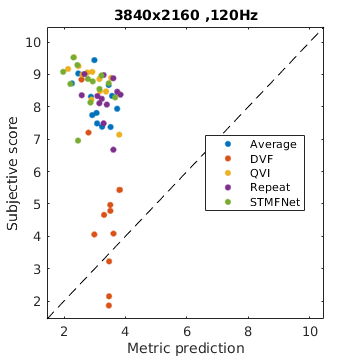 3840x2160 ,120Hz
Subjective score
10
9
8
7
6
5
4
3
2
Average
DVF
QVI
Repeat
STMFNet
2 4 6 8 10
Metric prediction